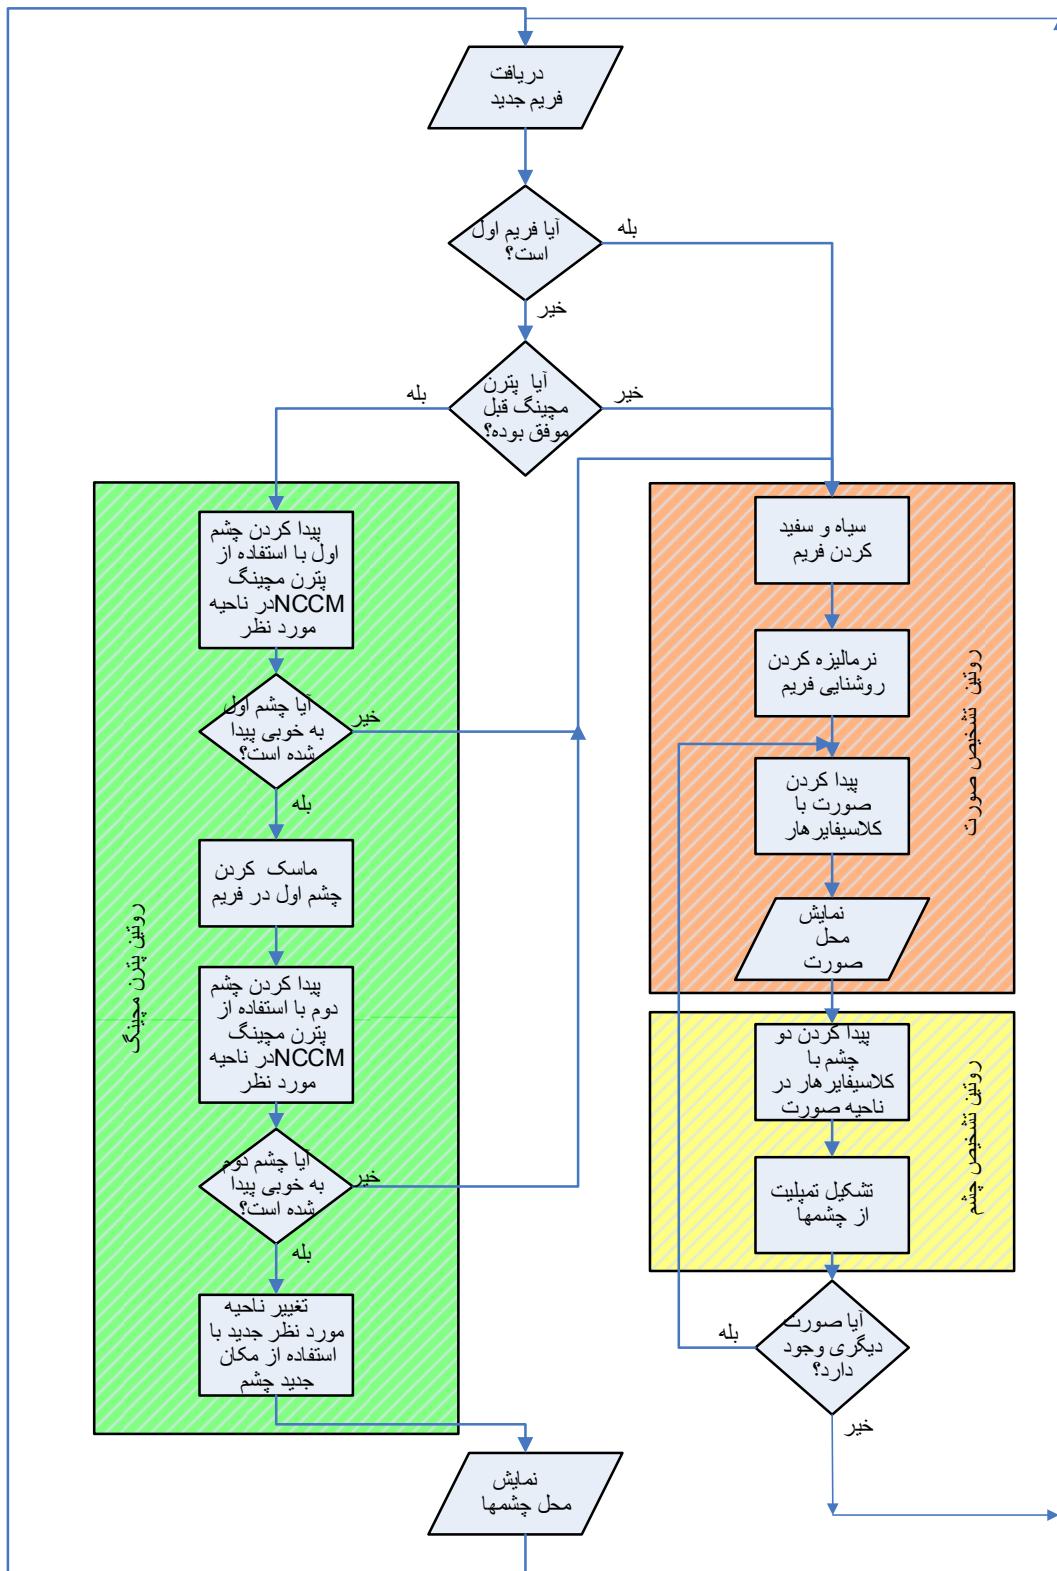 دریافت
فریم جدید
آیا فریم اول
است؟
بله
خیر
آیا پترن
مچینگ قبل
موفق بوده؟
بله
خیر
پیدا کردن چشم
اول با استفاده از
پترن مچینگ
NCCMدر ناحیه
مورد نظر
آیا چشم اول
به خوبی پیدا
شده است؟
خیر
بله
ماسک کردن
چشم اول در فریم
پیدا کردن چشم
دوم با استفاده از
پترن مچینگ
NCCMدر ناحیه
مورد نظر
آیا چشم دوم
به خوبی پیدا
شده است؟
خیر
بله
تغییر ناحیه
مورد نظر جدید با
استفاده از مکان
جدید چشم
روتین پترن مچینگ
نمایش
محل چشمها
سیاه و سفید
کردن فریم
نرمالیزه کردن
روشنایی فریم
پیدا کردن
صورت با
کلاسیفایرهار
نمایش
محل
صورت
روتین تشخیص صورت
پیدا کردن دو
چشم با
کلاسیفایرهار در
ناحیه صورت
تشکیل تمپلیت
از چشمها
روتین تشخیص چشم
آیا صورت
دیگری وجود
دارد؟
بله
خیر